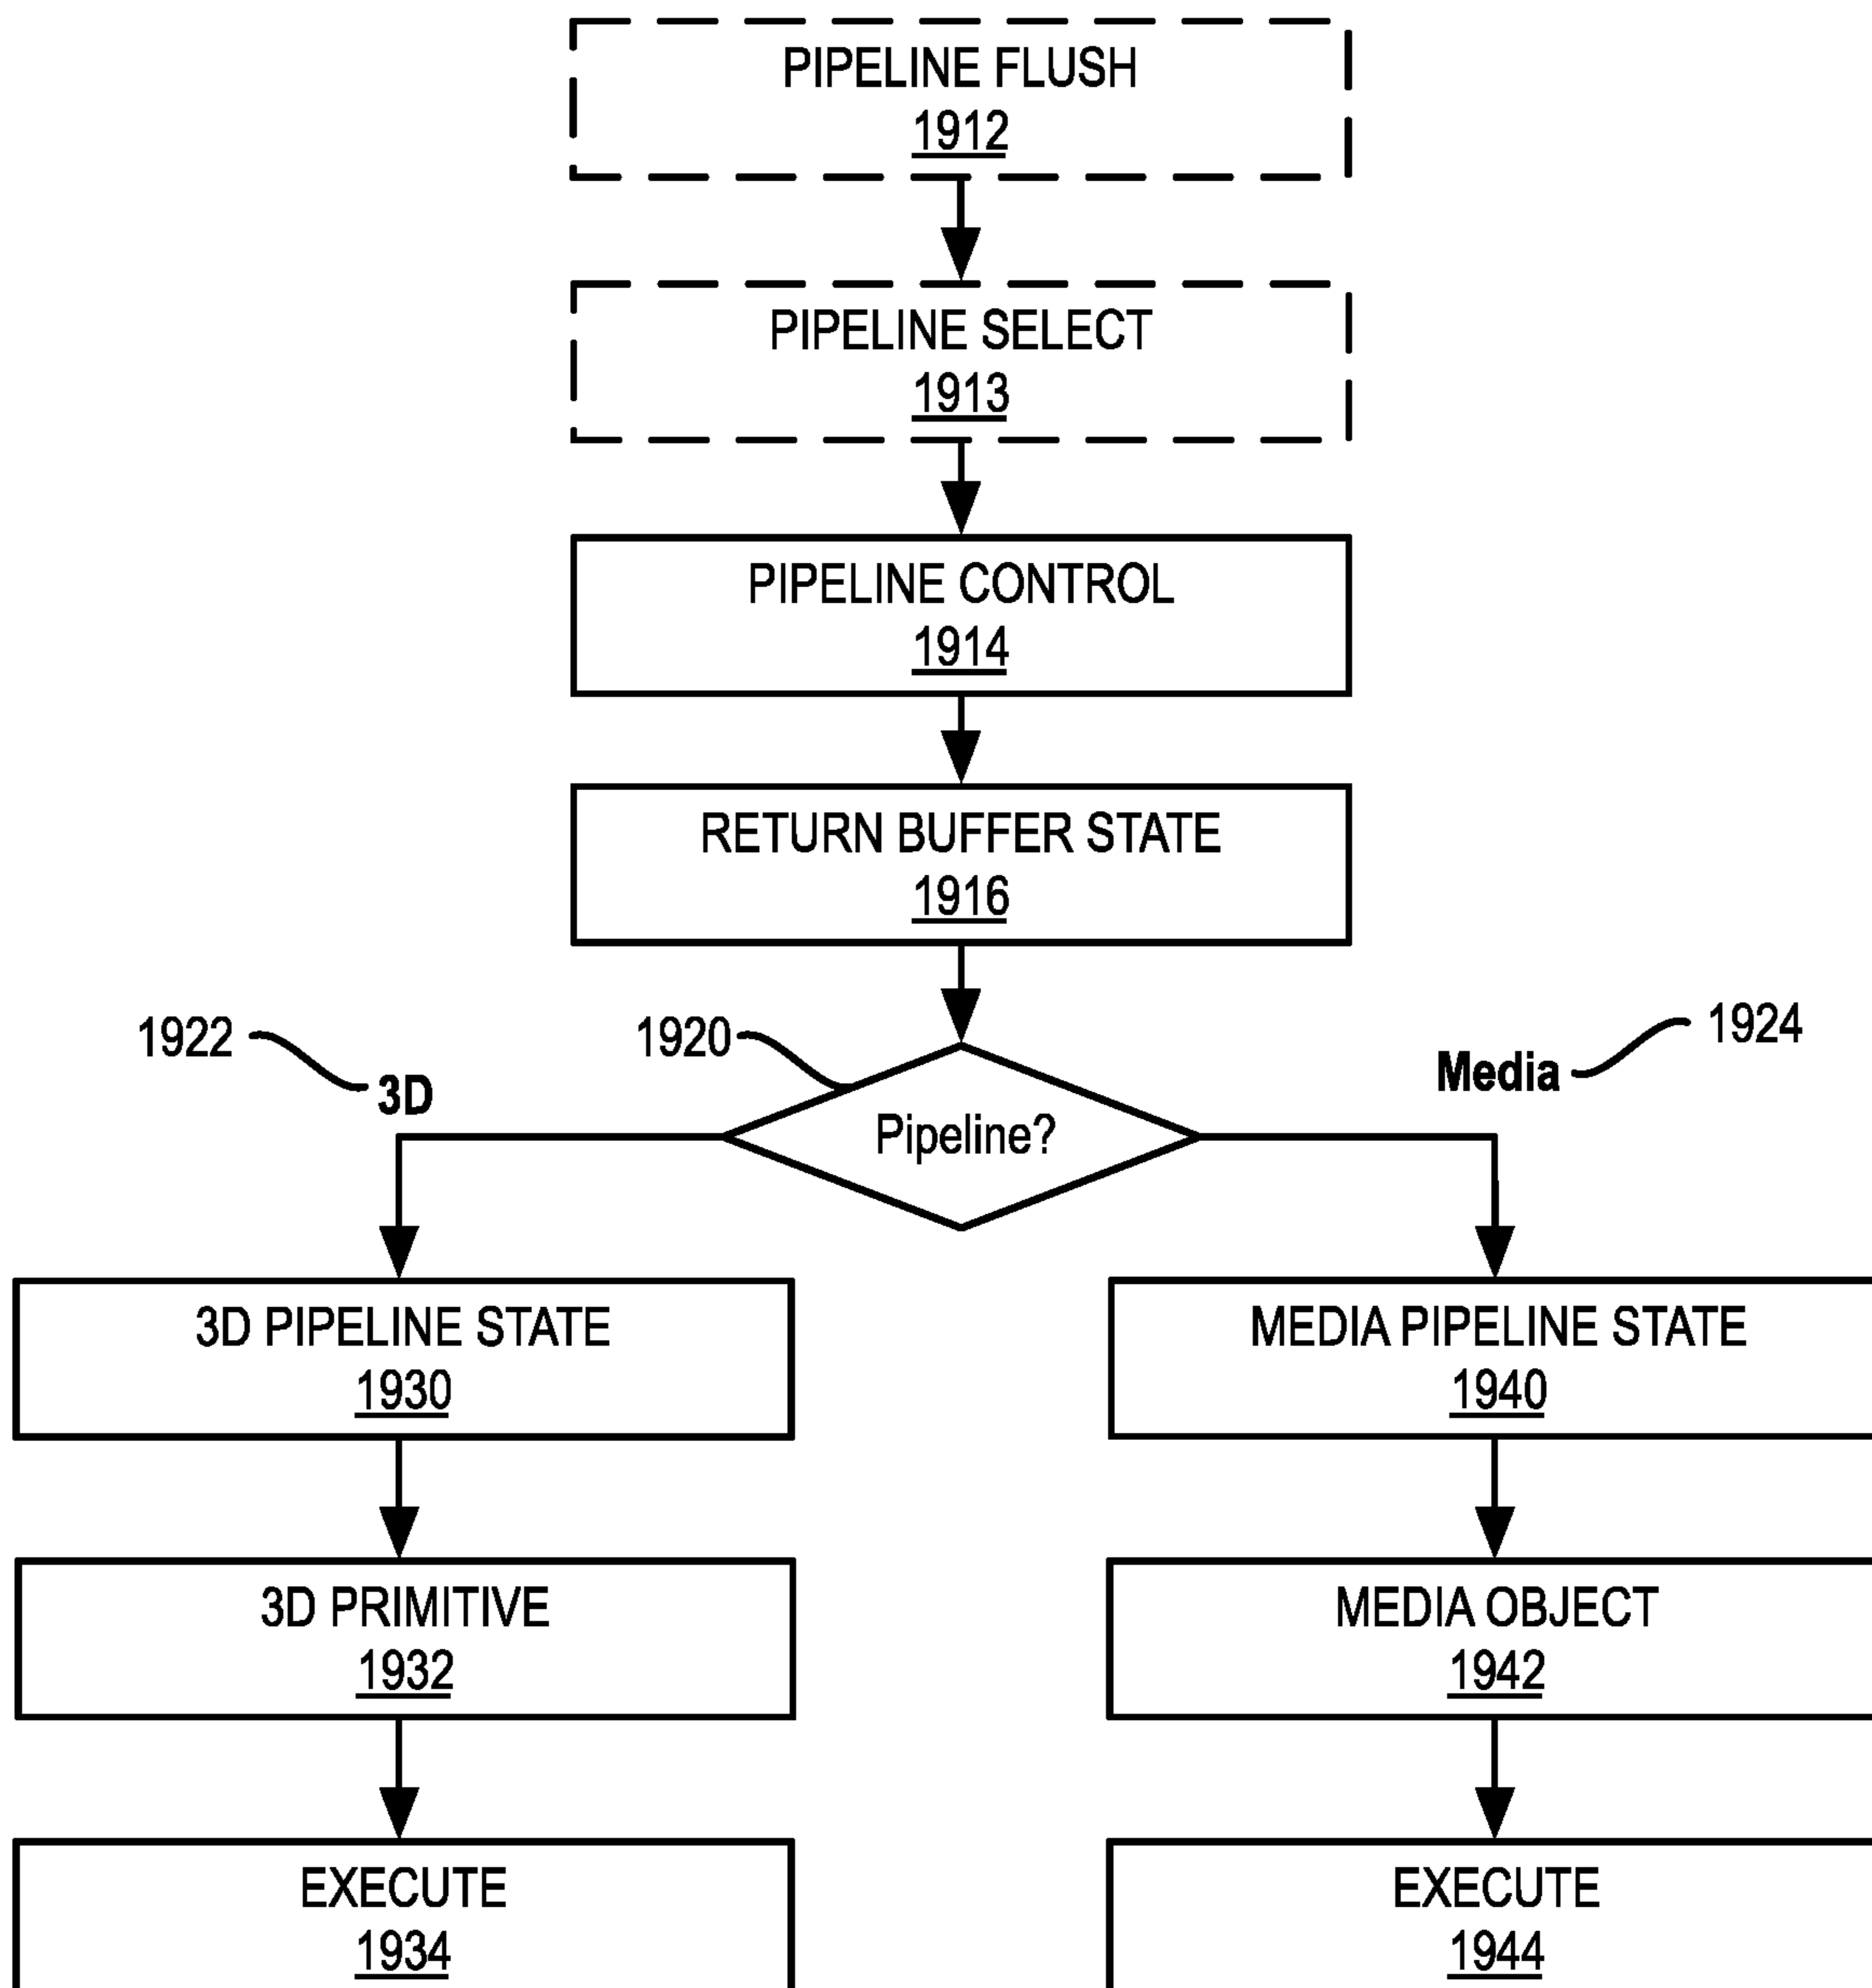 PIPELINE FLUSH
1912
PIPELINE SELECT
1913
PIPELINE CONTROL
1914
RETURN BUFFER STATE
1916
1922
3D
1920
Pipeline?
Media
1924
3D PIPELINE STATE
1930
MEDIA PIPELINE STATE
1940
3D PRIMITIVE
1932
MEDIA OBJECT
1942
EXECUTE
1934
EXECUTE
1944